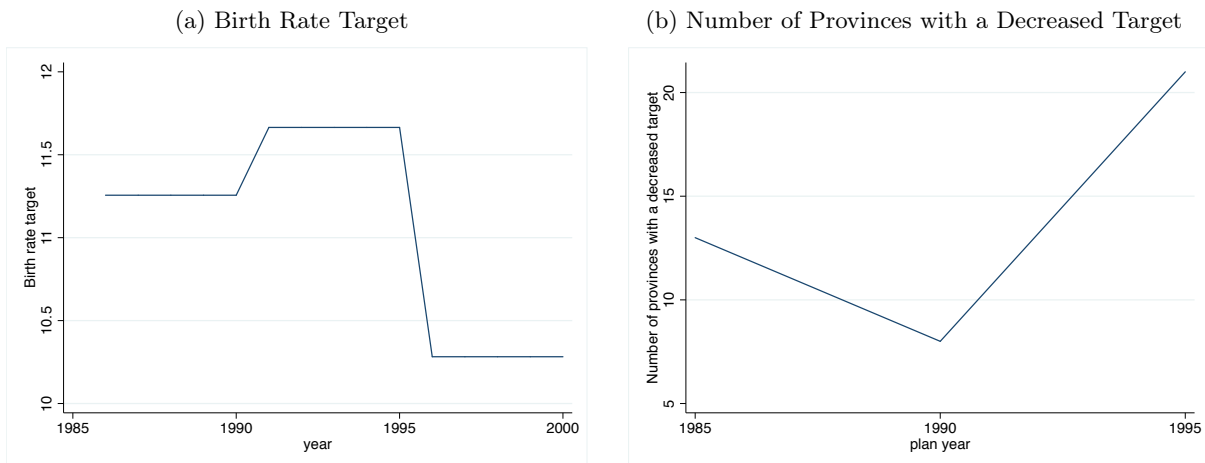 (a) Birth Rate Target
Birth rate target
12
11.5
11
10.5
10
1985 1990 1995 2000
year
(b) Number of Provinces with a Decreased Target
Number of provinces with a decreased target
20
15
10
5
1985 1990 1995
plan year